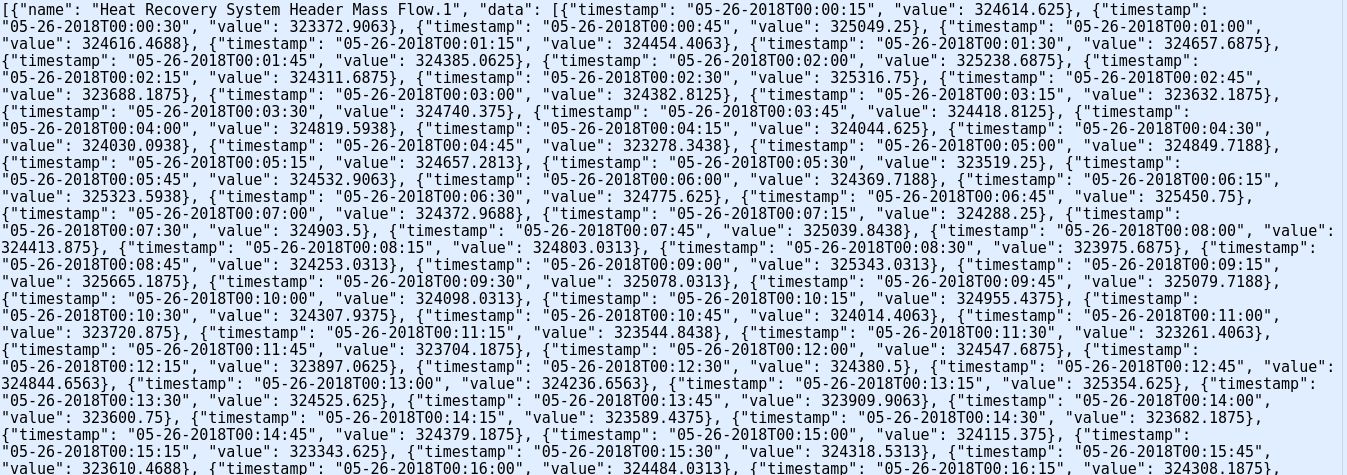 [{"name": "Heat Recovery System Header Mass Flow.1", "data": [{"timestamp": "05-26-2018T00:00:15", "value": 324614.625}, {"timestamp":
"05-26-2018T00:00:30", "value": 323372.9063}, {"timestamp": "05-26-2018T00:00:45", "value": 325049.25}, {"timestamp": "05-26-2018T00:01:00",
"value": 324616.4688}, {"timestamp": "05-26-2018T00:01:15", "value": 324454.4063}, {"timestamp": "05-26-2018T00:01:30", "value": 324657.6875},
{"timestamp": "05-26-2018T00:01:45", "value": 324385.0625}, {"timestamp": "05-26-2018T00:02:00", "value": 325238.6875}, {"timestamp":
"05-26-2018T00:02:15", "value": 324311.6875}, {"timestamp": "05-26-2018T00:02:30", "value": 325316.75}, {"timestamp": "05-26-2018T00:02:45",
"value": 323688.1875}, {"timestamp": "05-26-2018T00:03:00", "value": 324382.8125}, {"timestamp": "05-26-2018T00:03:15", "value": 323632.1875},
{"timestamp": "05-26-2018T00:03:30", "value": 324740.375}, {"timestamp": "05-26-2018T00:03:45", "value": 324418.8125}, {"timestamp":
"05-26-2018T00:04:00", "value": 324819.5938}, {"timestamp": "05-26-2018T00:04:15", "value": 324044.625}, {"timestamp": "05-26-2018T00:04:30",
"value": 324030.0938}, {"timestamp": "05-26-2018T00:04:45", "value": 323278.3438}, {"timestamp": "05-26-2018T00:05:00", "value": 324849.7188},
{"timestamp": "05-26-2018T00:05:15", "value": 324657.2813}, {"timestamp": "05-26-2018T00:05:30", "value": 323519.25}, {"timestamp":
"05-26-2018T00:05:45", "value": 324532.9063}, {"timestamp": "05-26-2018T00:06:00", "value": 324369.7188}, {"timestamp": "05-26-2018T00:06:15",
"value": 325323.5938}, {"timestamp": "05-26-2018T00:06:30", "value": 324775.625}, {"timestamp": "05-26-2018T00:06:45", "value": 325450.75},
{"timestamp": "05-26-2018T00:07:00", "value": 324372.9688}, {"timestamp": "05-26-2018T00:07:15", "value": 324288.25}, {"timestamp":
"05-26-2018T00:07:30", "value": 324903.5}, {"timestamp": "05-26-2018T00:07:45", "value": 325039.8438}, {"timestamp": "05-26-2018T00:08:00", "value":
324413.875}, {"timestamp": "05-26-2018T00:08:15", "value": 324803.0313}, {"timestamp": "05-26-2018T00:08:30", "value": 323975.6875}, {"timestamp":
"05-26-2018T00:08:45", "value": 324253.0313}, {"timestamp": "05-26-2018T00:09:00", "value": 325343.0313}, {"timestamp": "05-26-2018T00:09:15",
"value": 325665.1875}, {"timestamp": "05-26-2018T00:09:30", "value": 325078.0313}, {"timestamp": "05-26-2018T00:09:45", "value": 325079.7188},
{"timestamp": "05-26-2018T00:10:00", "value": 324098.0313}, {"timestamp": "05-26-2018T00:10:15", "value": 324955.4375}, {"timestamp":
"05-26-2018T00:10:30", "value": 324307.9375}, {"timestamp": "05-26-2018T00:10:45", "value": 324014.4063}, {"timestamp": "05-26-2018T00:11:00",
"value": 323720.875}, {"timestamp": "05-26-2018T00:11:15", "value": 323544.8438}, {"timestamp": "05-26-2018T00:11:30", "value": 323261.4063},
{"timestamp": "05-26-2018T00:11:45", "value": 323704.1875}, {"timestamp": "05-26-2018T00:12:00", "value": 324547.6875}, {"timestamp":
"05-26-2018T00:12:15", "value": 323897.0625}, {"timestamp": "05-26-2018T00:12:30", "value": 324380.5}, {"timestamp": "05-26-2018T00:12:45", "value":
324844.6563}, {"timestamp": "05-26-2018T00:13:00", "value": 324236.6563}, {"timestamp": "05-26-2018T00:13:15", "value": 325354.625}, {"timestamp":
"05-26-2018T00:13:30", "value": 324525.625}, {"timestamp": "05-26-2018T00:13:45", "value": 323909.9063}, {"timestamp": "05-26-2018T00:14:00",
"value": 323600.75}, {"timestamp": "05-26-2018T00:14:15", "value": 323589.4375}, {"timestamp": "05-26-2018T00:14:30", "value": 323682.1875},
{"timestamp": "05-26-2018T00:14:45", "value": 324379.1875}, {"timestamp": "05-26-2018T00:15:00", "value": 324115.375}, {"timestamp":
"05-26-2018T00:15:15", "value": 323343.625}, {"timestamp": "05-26-2018T00:15:30", "value": 324318.5313}, {"timestamp": "05-26-2018T00:15:45",
"value": 323610.4688}, {"timestamp": "05-26-2018T00:16:00", "value": 324484.0313}, {"timestamp": "05-26-2018T00:16:15", "value": 324308.1875},